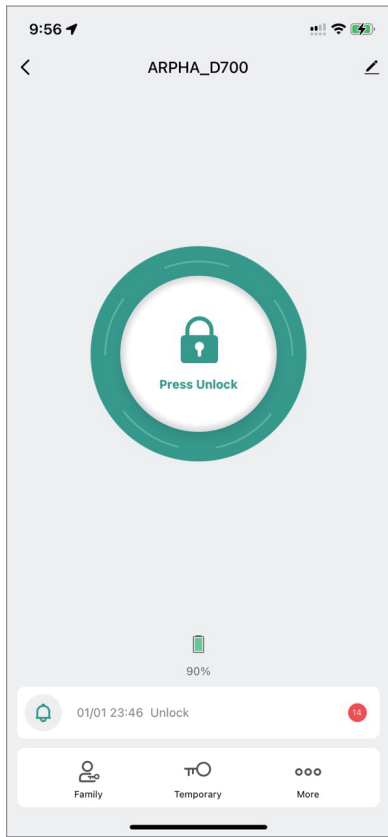 9:56
ARPHA_D700
Press Unlock
90%
01/01 23:46 Unlock 14
Family Temporary More